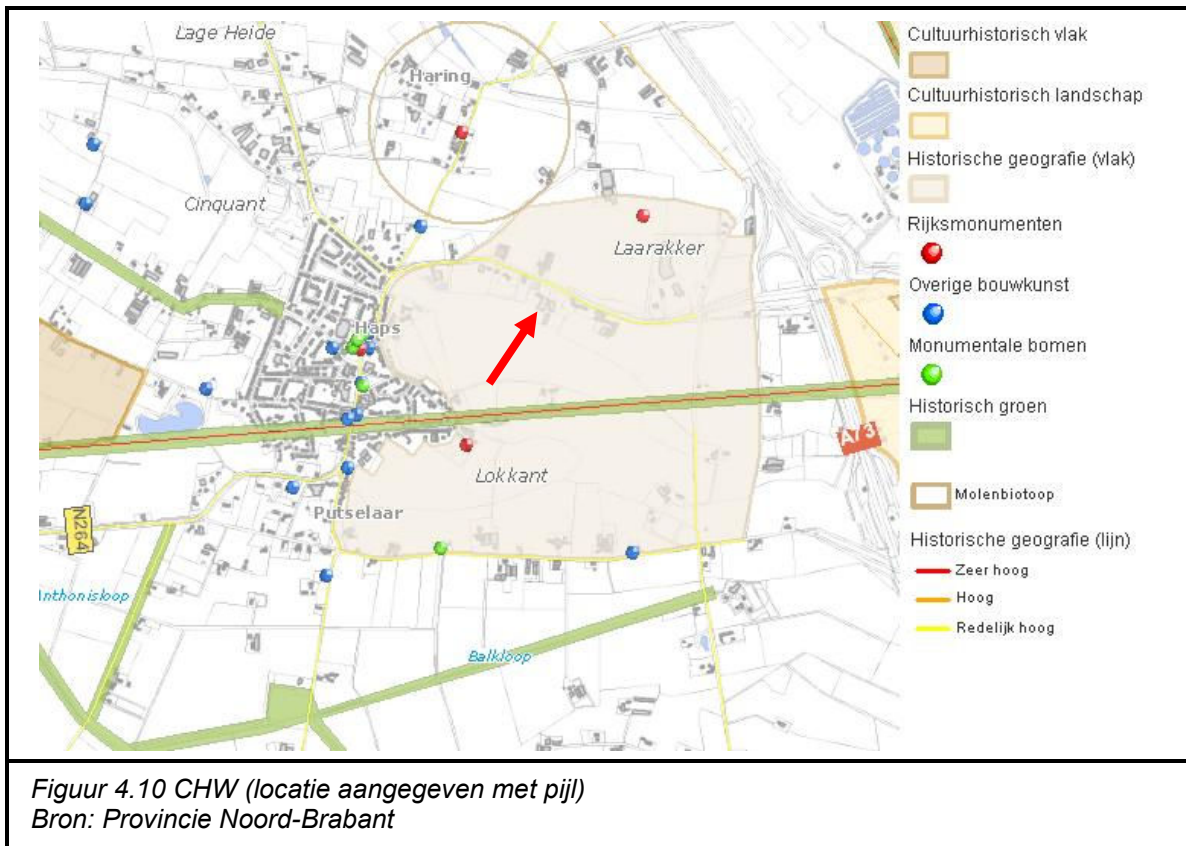 Lage Heide
Haring
Cinquant
Laarakker
Haps
Lokkant
Putselaar
A73
N264
Anthonisloop
Balkloop
Cultuurhistorisch vlak
Cultuurhistorisch landschap
Historische geografie (vlak)
Rijksmonumenten
Overige bouwkunst
Monumentale bomen
Historisch groen
Molenbiotoop
Historische geografie (lijn)
Zeer hoog
Hoog
Redelijk hoog
Figuur 4.10 CHW (locatie aangegeven met pijl)
Bron: Provincie Noord-Brabant